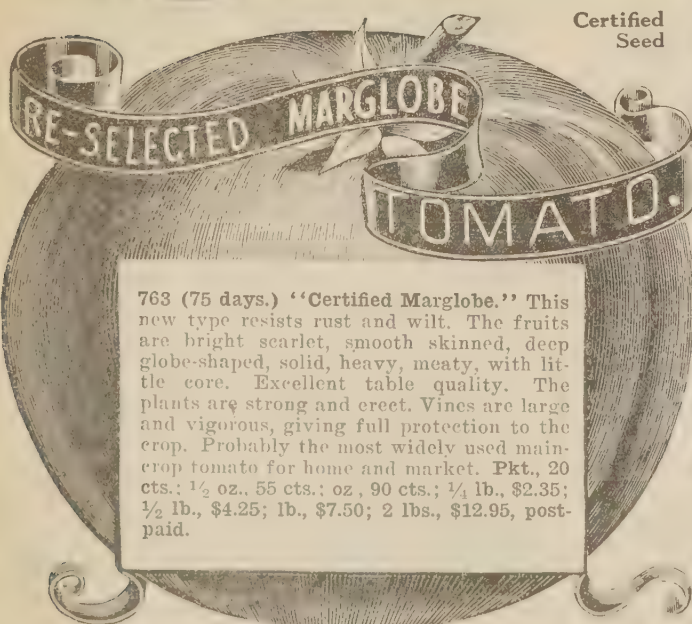 Certified
Seed
RE-SELECTED MARGLOBE
TOMATO.
763 (75 days.) "Certified Marglobe." This
new type resists rust and wilt. The fruits
are bright scarlet, smooth skinned, deep
globe-shaped, solid, heavy, meaty, with lit-
tle core. Excellent table quality. The
plants are strong and erect. Vines are large
and vigorous, giving full protection to the
crop. Probably the most widely used main-
crop tomato for home and market. Pkt., 20
cts.; ½ oz., 55 cts.; oz , 90 cts.; ¼ lb., $2.35;
½ lb., $4.25; lb., $7.50; 2 lbs., $12.95, post-
paid.